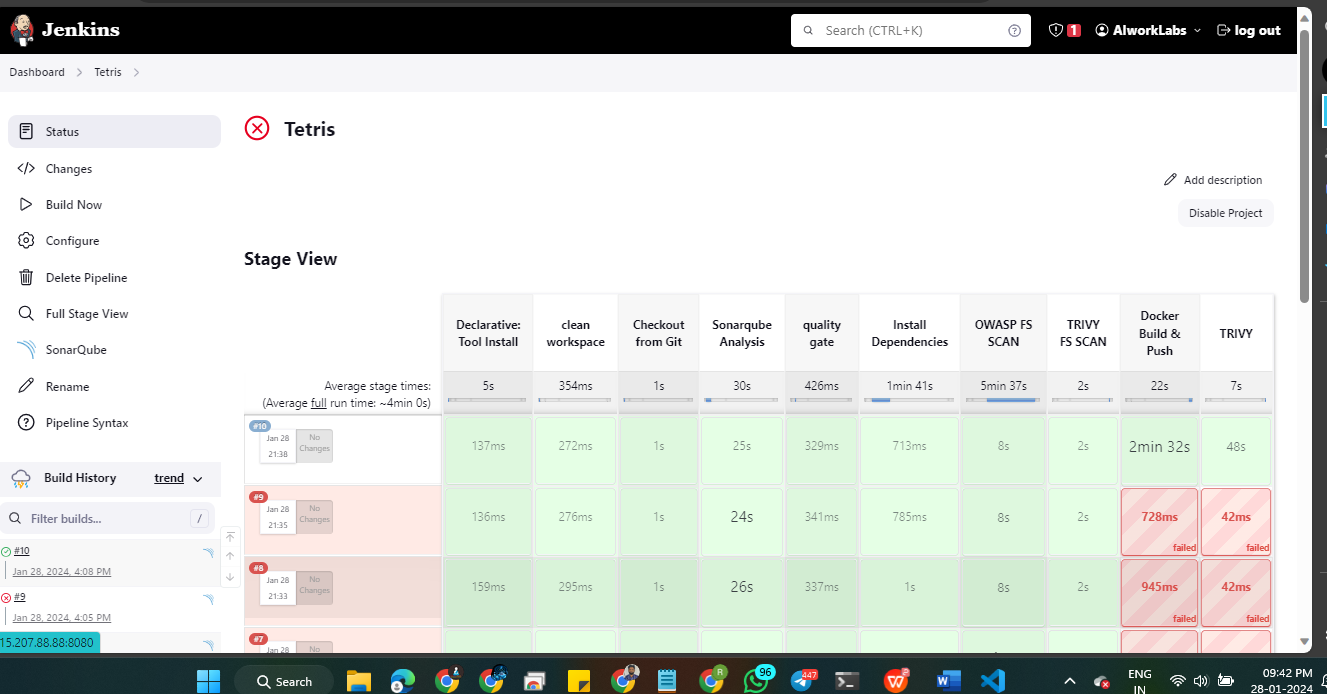 Jenkins
Search (CTRL+K)
1
AIworkLabs
log out
Dashboard
Tetris
Status
Changes
Build Now
Configure
Delete Pipeline
Full Stage View
SonarQube
Rename
Pipeline Syntax
Build History
trend
Filter builds...
/
#10
Jan 28, 2024, 4:08 PM
#9
Jan 28, 2024, 4:05 PM
15.207.88.88:8080
Tetris
Add description
Disable Project
Stage View
Declarative: Tool Install
clean workspace
Checkout from Git
Sonarqube Analysis
quality gate
Install Dependencies
OWASP FS SCAN
TRIVY FS SCAN
Docker Build & Push
TRIVY
Average stage times:
(Average full run time: ~4min 0s)
5s 354ms 1s 30s 426ms 1min 41s 5min 37s 2s 22s 7s
#10
Jan 28
21:38
No Changes
137ms 272ms 1s 25s 329ms 713ms 8s 2s 2min 32s 48s
#9
Jan 28
21:35
No Changes
136ms 276ms 1s 24s 341ms 785ms 8s 2s 728ms 42ms
failed failed
#8
Jan 28
21:33
No Changes
159ms 295ms 1s 26s 337ms 1s 8s 2s 945ms 42ms
failed failed
#7
Jan 28
No
Search
96
447
ENG
IN
09:42 PM
28-01-2024